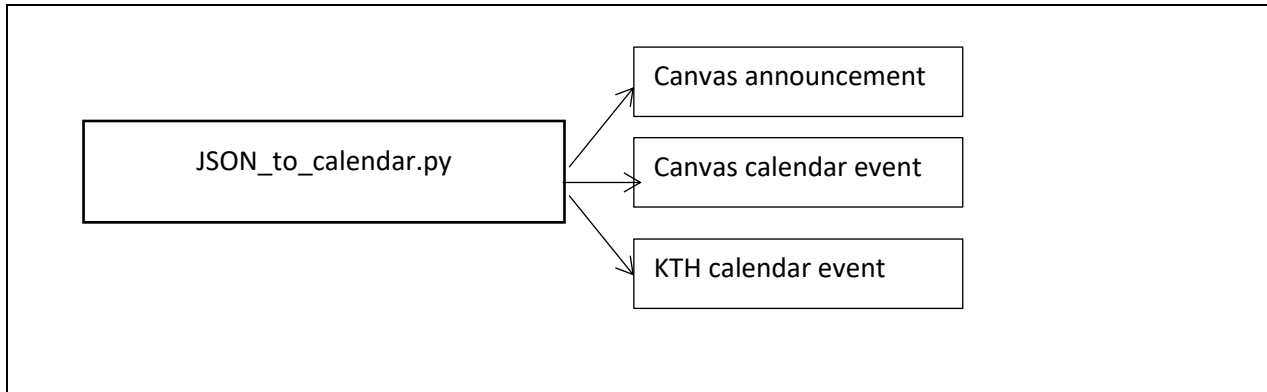 Canvas announcement
JSON_to_calendar.py
Canvas calendar event
KTH calendar event